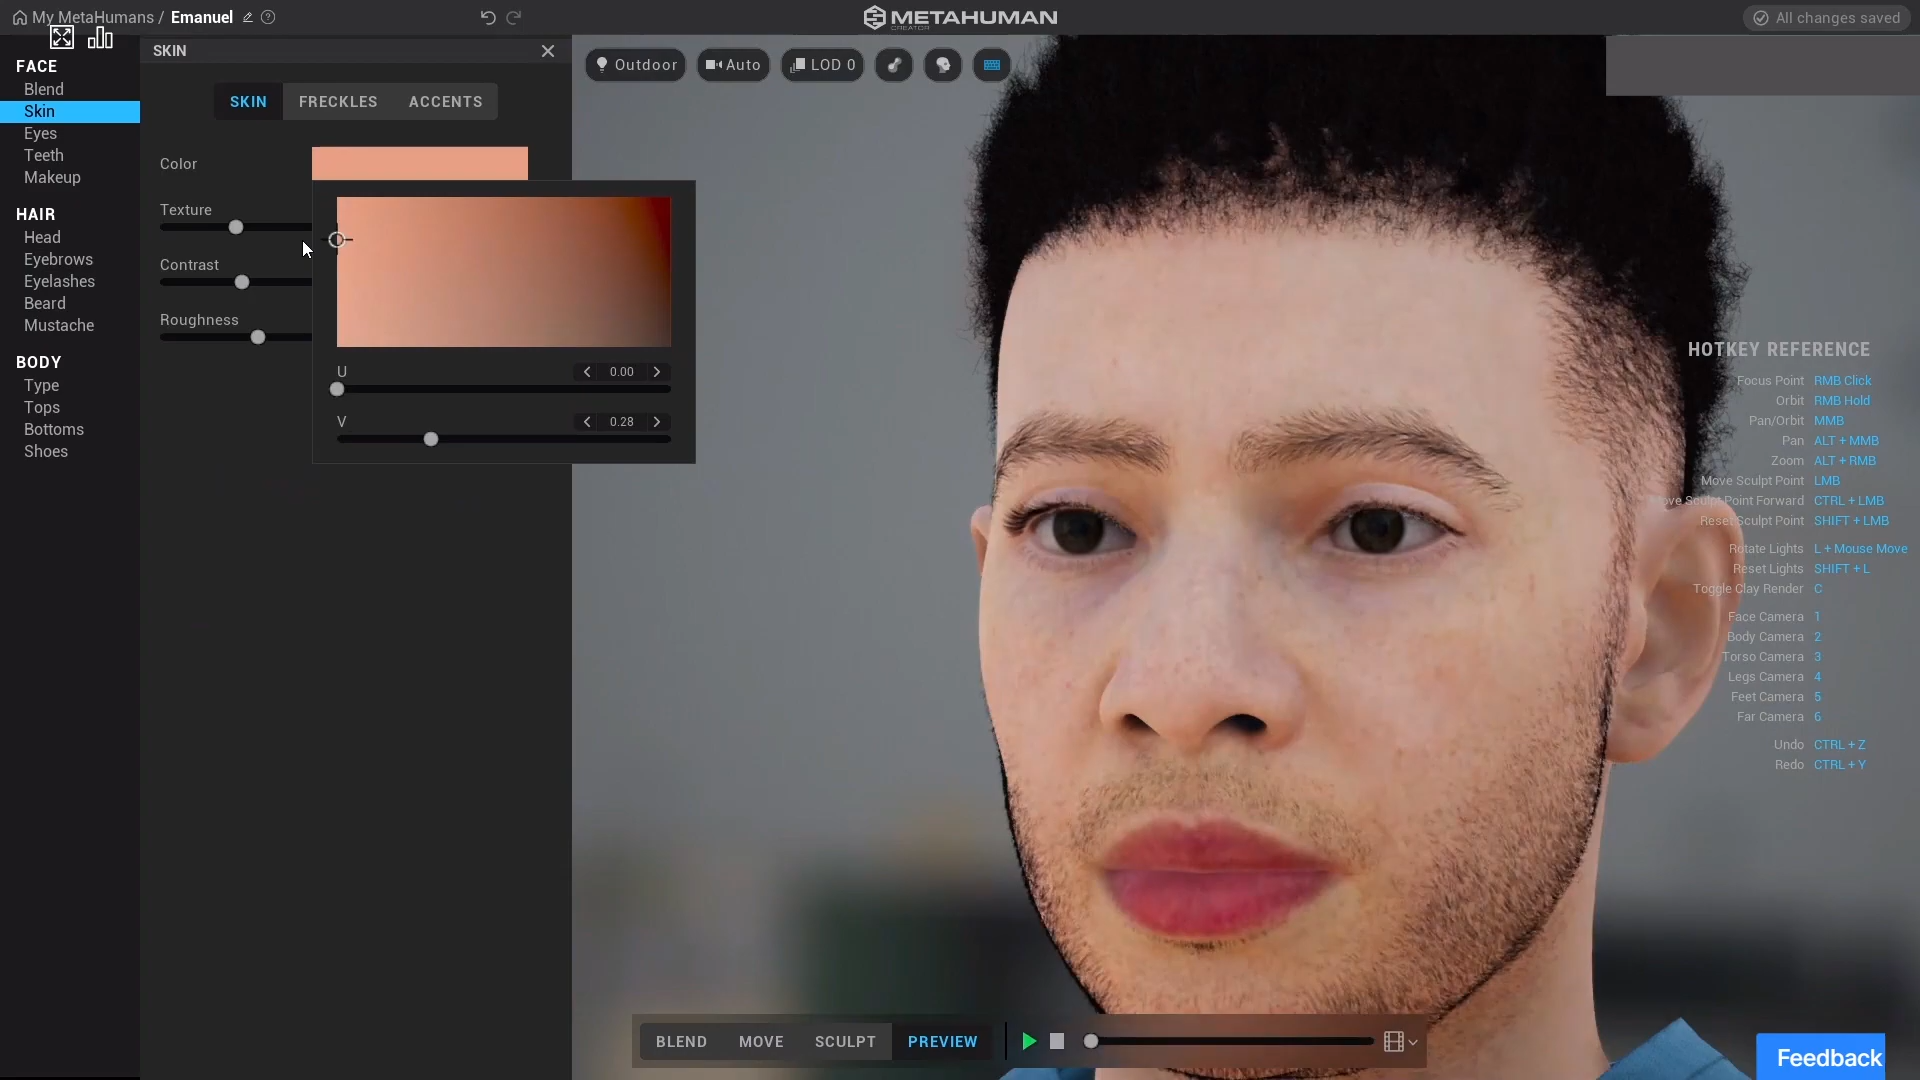 My MetaHumans / Emanuel
METAHUMAN
CREATOR
All changes saved
FACE
Blend
Skin
Eyes
Teeth
Makeup
HAIR
Head
Eyebrows
Eyelashes
Beard
Mustache
BODY
Type
Tops
Bottoms
Shoes
SKIN
SKIN FRECKLES ACCENTS
Color
Texture
Contrast
Roughness
U 0.00
V 0.28
Outdoor Auto LOD 0
HOTKEY REFERENCE
Focus Point RMB Click
Orbit RMB Hold
Pan/Orbit MMB
Pan ALT + MMB
Zoom ALT + RMB
Move Sculpt Point LMB
Move Sculpt Point Forward CTRL + LMB
Reset Sculpt Point SHIFT + LMB
Rotate Lights L + Mouse Move
Reset Lights SHIFT + L
Toggle Clay Render C
Face Camera 1
Body Camera 2
Torso Camera 3
Legs Camera 4
Feet Camera 5
Far Camera 6
Undo CTRL + Z
Redo CTRL + Y
BLEND MOVE SCULPT PREVIEW
Feedback